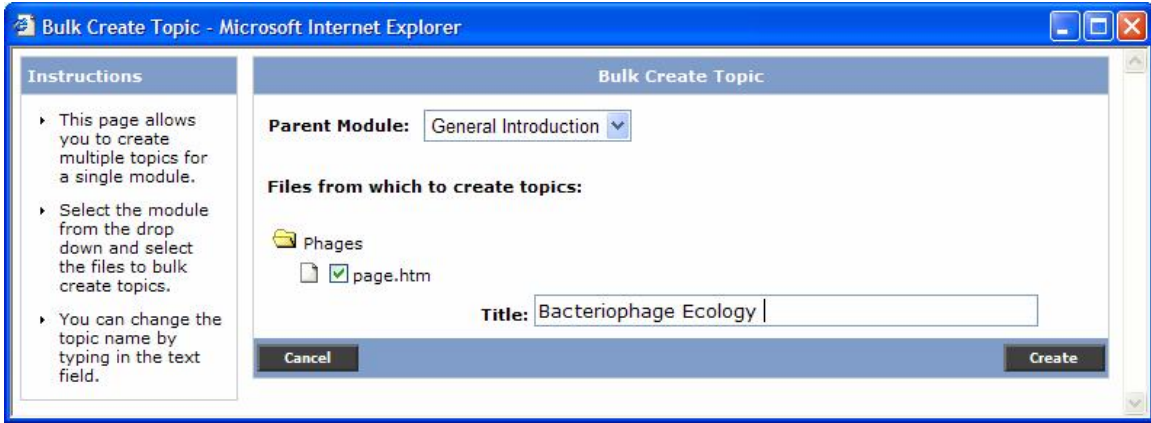 Bulk Create Topic - Microsoft Internet Explorer
Instructions
This page allows
you to create
multiple topics for
a single module.
Select the module
from the drop
down and select
the files to bulk
create topics.
You can change the
topic name by
typing in the text
field.
Bulk Create Topic
Parent Module: General Introduction
Files from which to create topics:
Phages
page.htm
Title: Bacteriophage Ecology
Cancel
Create